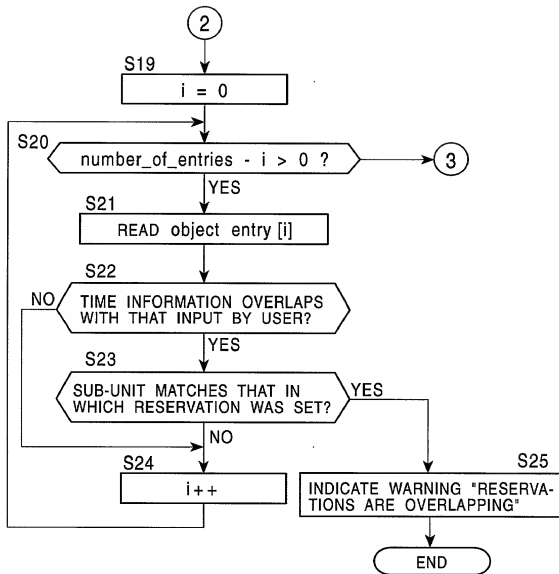 2
S19
i = 0
S20
number_of_entries - i > 0 ?
3
YES
S21
READ object entry [i]
S22
NO
TIME INFORMATION OVERLAPS
WITH THAT INPUT BY USER?
YES
S23
SUB-UNIT MATCHES THAT IN
WHICH RESERVATION WAS SET?
YES
NO
S24
i++
S25
INDICATE WARNING "RESERVA-
TIONS ARE OVERLAPPING"
END